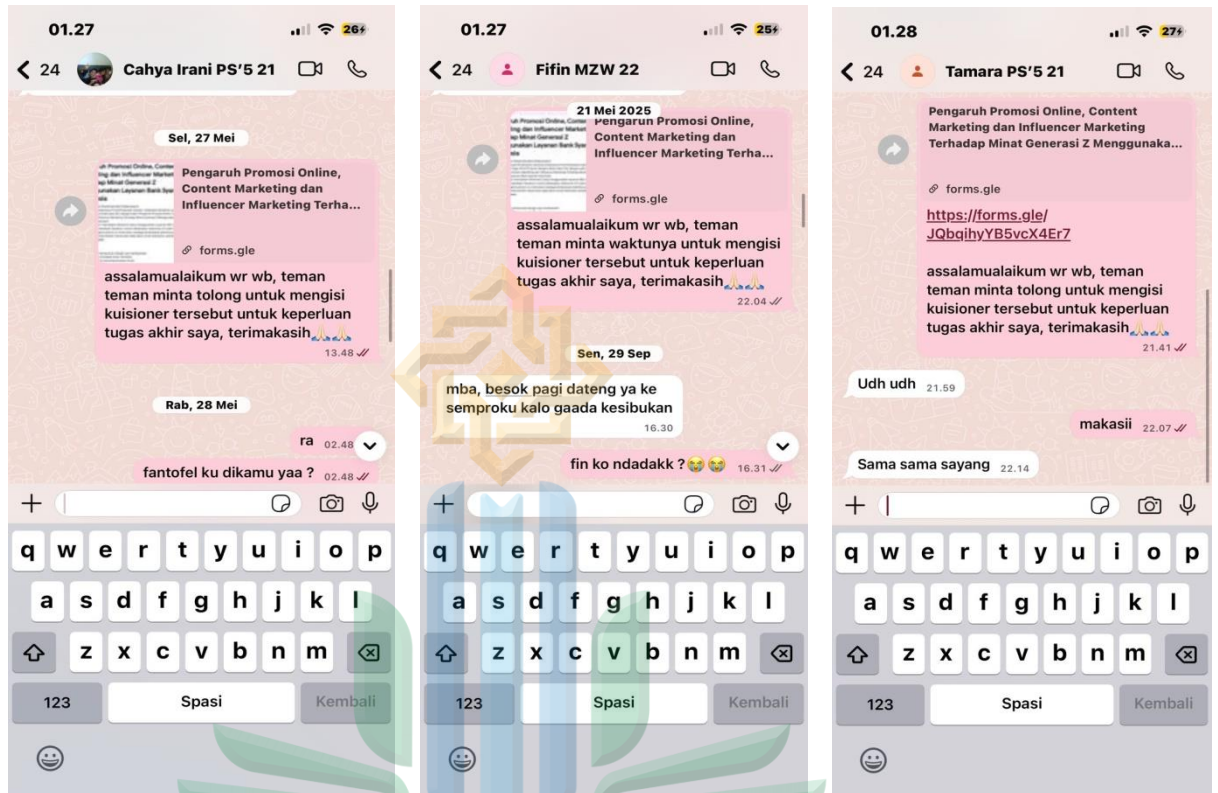 01.27
26
24
Cahya Irani PS'5 21
Sel, 27 Mei
Pengaruh Promosi Online,
Content Marketing dan
Influencer Marketing Terha...
forms.gle
assalamualaikum wr wb, teman
teman minta tolong untuk mengisi
kuisioner tersebut untuk keperluan
tugas akhir saya, terimakasih🙏🏻🙏🏻
13.48
Rab, 28 Mei
ra 02.48
fantofel ku dikamu yaa ? 02.48
q w e r t y u i o p
a s d f g h j k l
z x c v b n m
123 Spasi Kembali
01.27
25
24
Fifin MZW 22
21 Mei 2025
Pengaruh Promosi Online,
Content Marketing dan
Influencer Marketing Terha...
forms.gle
assalamualaikum wr wb, teman
teman minta waktunya untuk mengisi
kuisioner tersebut untuk keperluan
tugas akhir saya, terimakasih🙏🏻🙏🏻
22.04
Sen, 29 Sep
mba, besok pagi dateng ya ke
semproku kalo gaada kesibukan
16.30
fin ko ndadakk ?😭😭 16.31
q w e r t y u i o p
a s d f g h j k l
z x c v b n m
123 Spasi Kembali
01.28
27
24
Tamara PS'5 21
Pengaruh Promosi Online, Content
Marketing dan Influencer Marketing
Terhadap Minat Generasi Z Menggunaka...
forms.gle
https://forms.gle/
JQbqihyYB5vcX4Er7
assalamualaikum wr wb, teman
teman minta tolong untuk mengisi
kuisioner tersebut untuk keperluan
tugas akhir saya, terimakasih🙏🏻🙏🏻
21.41
Udh udh 21.59
makasii 22.07
Sama sama sayang 22.14
q w e r t y u i o p
a s d f g h j k l
z x c v b n m
123 Spasi Kembali